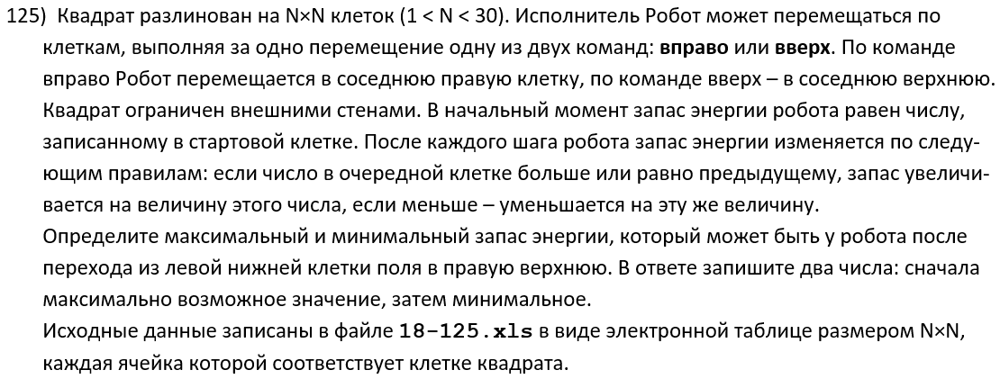 125) Квадрат разлинован на N×N клеток (1 < N < 30). Исполнитель Робот может перемещаться по
клеткам, выполняя за одно перемещение одну из двух команд: вправо или вверх. По команде
вправо Робот перемещается в соседнюю правую клетку, по команде вверх – в соседнюю верхнюю.
Квадрат ограничен внешними стенами. В начальный момент запас энергии робота равен числу,
записанному в стартовой клетке. После каждого шага робота запас энергии изменяется по следу-
ющим правилам: если число в очередной клетке больше или равно предыдущему, запас увеличи-
вается на величину этого числа, если меньше – уменьшается на эту же величину.
Определите максимальный и минимальный запас энергии, который может быть у робота после
перехода из левой нижней клетки поля в правую верхнюю. В ответе запишите два числа: сначала
максимально возможное значение, затем минимальное.
Исходные данные записаны в файле 18-125.xls в виде электронной таблице размером N×N,
каждая ячейка которой соответствует клетке квадрата.